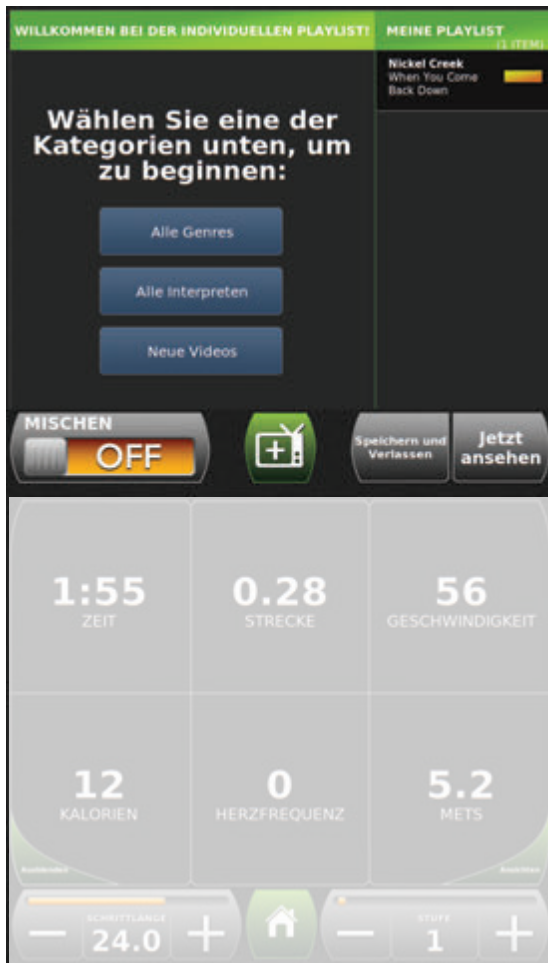 WILLKOMMEN BEI DER INDIVIDUELLEN PLAYLIST!
MEINE PLAYLIST
(1 ITEM)
Nickel Creek
When You Come
Back Down
Wählen Sie eine der
Kategorien unten, um
zu beginnen:
Alle Genres
Alle Interpreten
Neue Videos
MISCHEN
OFF
Speichern und
Verlassen
Jetzt
ansehen
1:55
ZEIT
0.28
STRECKE
56
GESCHWINDIGKEIT
12
KALORIEN
0
HERZFREQUENZ
5.2
METS
SCHRITTLÄNGE
24.0
STUFE
1